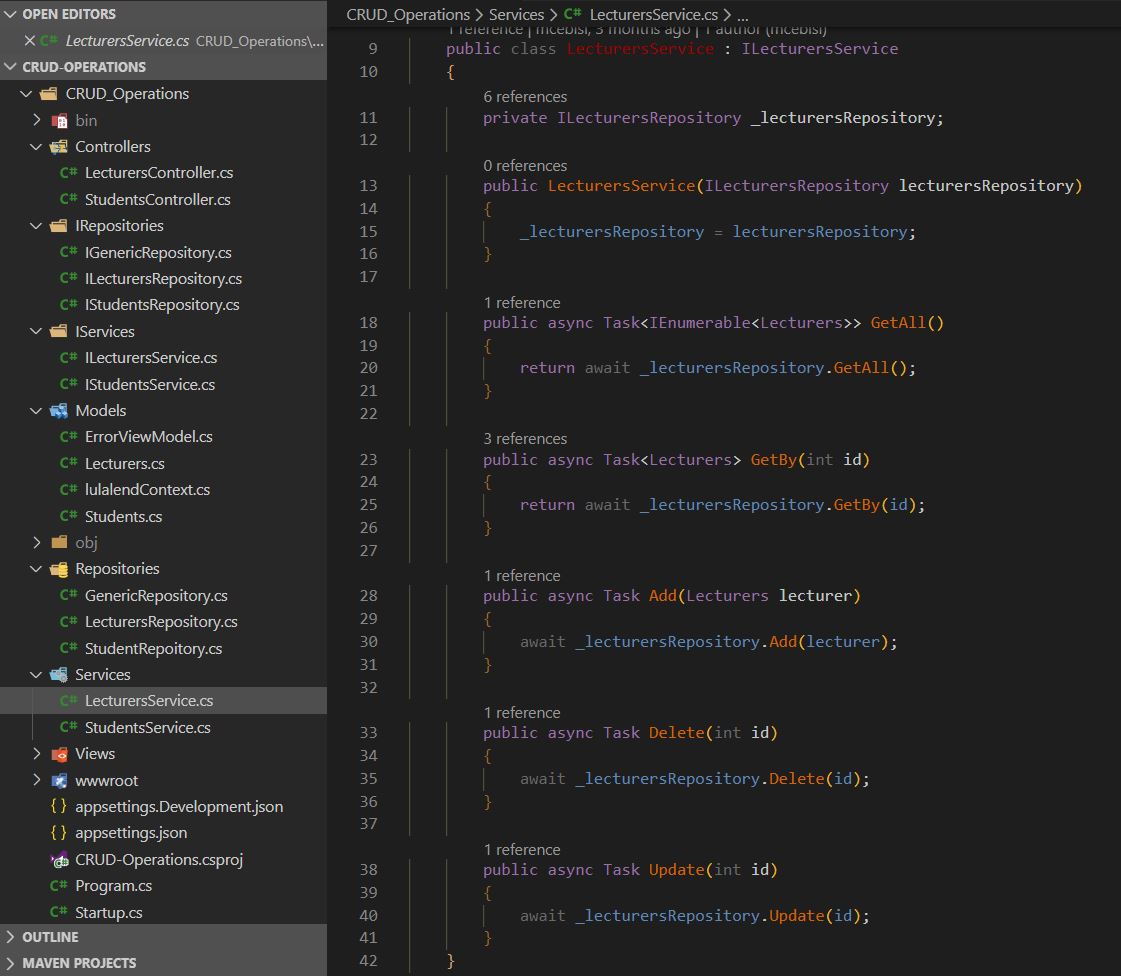 OPEN EDITORS
LecturersService.cs CRUD_Operations\...
CRUD-OPERATIONS
CRUD_Operations
bin
Controllers
LecturersController.cs
StudentsController.cs
IRepositories
IGenericRepository.cs
ILecturersRepository.cs
IStudentsRepository.cs
IServices
ILecturersService.cs
IStudentsService.cs
Models
ErrorViewModel.cs
Lecturers.cs
lulalendContext.cs
Students.cs
obj
Repositories
GenericRepository.cs
LecturersRepository.cs
StudentRepoitory.cs
Services
LecturersService.cs
StudentsService.cs
Views
wwwroot
{ } appsettings.Development.json
{ } appsettings.json
CRUD-Operations.csproj
C# Program.cs
C# Startup.cs
OUTLINE
MAVEN PROJECTS
CRUD_Operations > Services > C# LecturersService.cs > ...
1 reference | mcebisi, 3 months ago | 1 author (mcebisi)
9 public class LecturersService : ILecturersService
10 {
6 references
11 private ILecturersRepository _lecturersRepository;
12
0 references
13 public LecturersService(ILecturersRepository lecturersRepository)
14 {
15 _lecturersRepository = lecturersRepository;
16 }
17
1 reference
18 public async Task<IEnumerable<Lecturers>> GetAll()
19 {
20 return await _lecturersRepository.GetAll();
21 }
22
3 references
23 public async Task<Lecturers> GetBy(int id)
24 {
25 return await _lecturersRepository.GetBy(id);
26 }
27
1 reference
28 public async Task Add(Lecturers lecturer)
29 {
30 await _lecturersRepository.Add(lecturer);
31 }
32
1 reference
33 public async Task Delete(int id)
34 {
35 await _lecturersRepository.Delete(id);
36 }
37
1 reference
38 public async Task Update(int id)
39 {
40 await _lecturersRepository.Update(id);
41 }
42 }